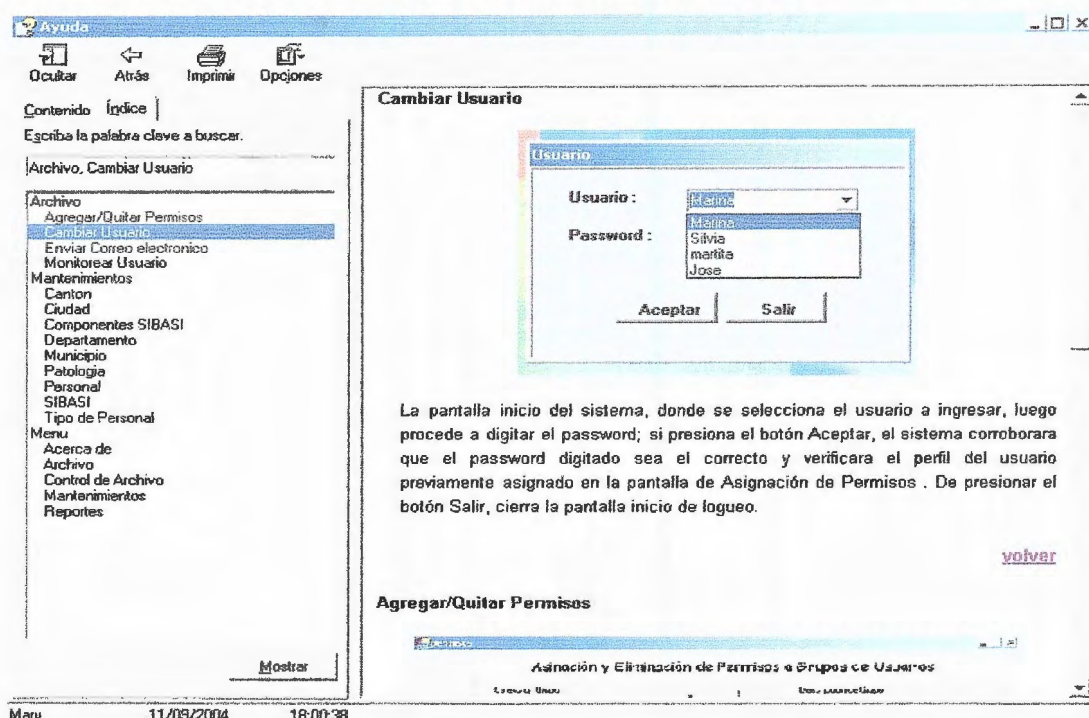 Ayuda
Ocultar Atrás Imprimir Opciones
Contenido Índice
Escriba la palabra clave a buscar.
Archivo, Cambiar Usuario
Archivo
Agregar/Quitar Permisos
Cambiar Usuario
Enviar Correo electronico
Monitorear Usuario
Mantenimientos
Canton
Ciudad
Componentes SIBASI
Departamento
Municipio
Patologia
Personal
SIBASI
Tipo de Personal
Menu
Acerca de
Archivo
Control de Archivo
Mantenimientos
Reportes
Mostrar
Cambiar Usuario
Usuario
Usuario : Marina
Marina
Password : Silvia
martita
Jose
Aceptar Salir
La pantalla inicio del sistema, donde se selecciona el usuario a ingresar, luego
procede a digitar el password; si presiona el botón Aceptar, el sistema corroborara
que el password digitado sea el correcto y verificara el perfil del usuario
previamente asignado en la pantalla de Asignación de Permisos . De presionar el
botón Salir, cierra la pantalla inicio de logueo.
volver
Agregar/Quitar Permisos
Asinación y Eliminación de Permisos a Grupos de Usuarios
Maru 11/09/2004 18:00:38